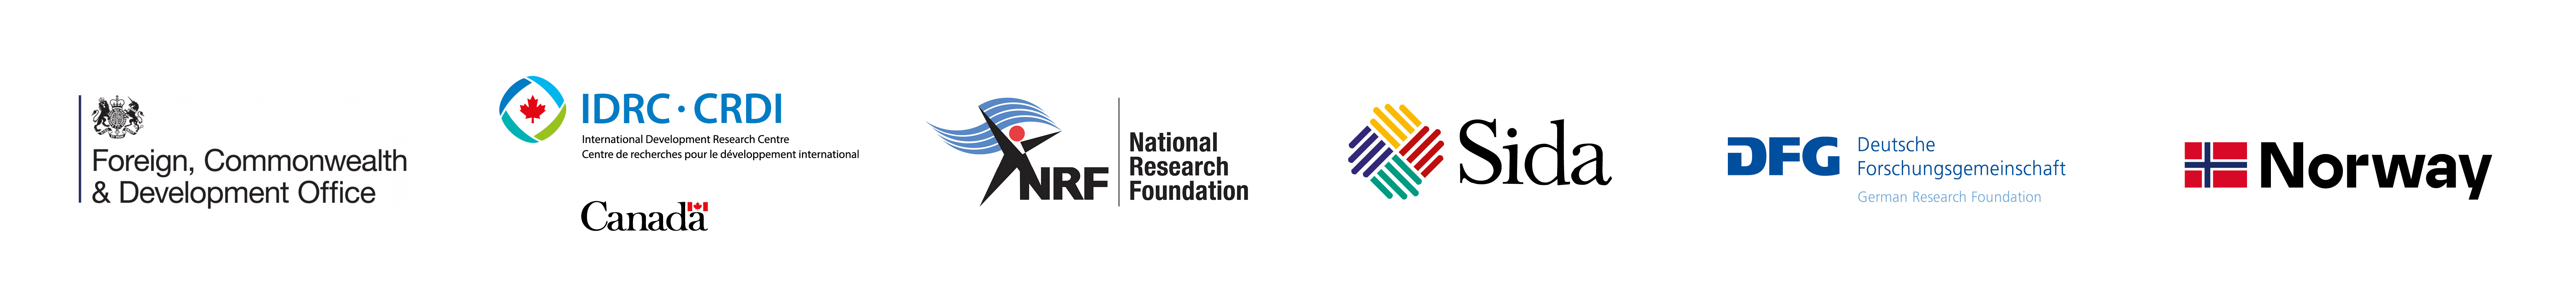 Foreign, Commonwealth
& Development Office
IDRC · CRDI
International Development Research Centre
Centre de recherches pour le développement international
Canada
NRF
National
Research
Foundation
Sida
DFG
Deutsche
Forschungsgemeinschaft
German Research Foundation
Norway